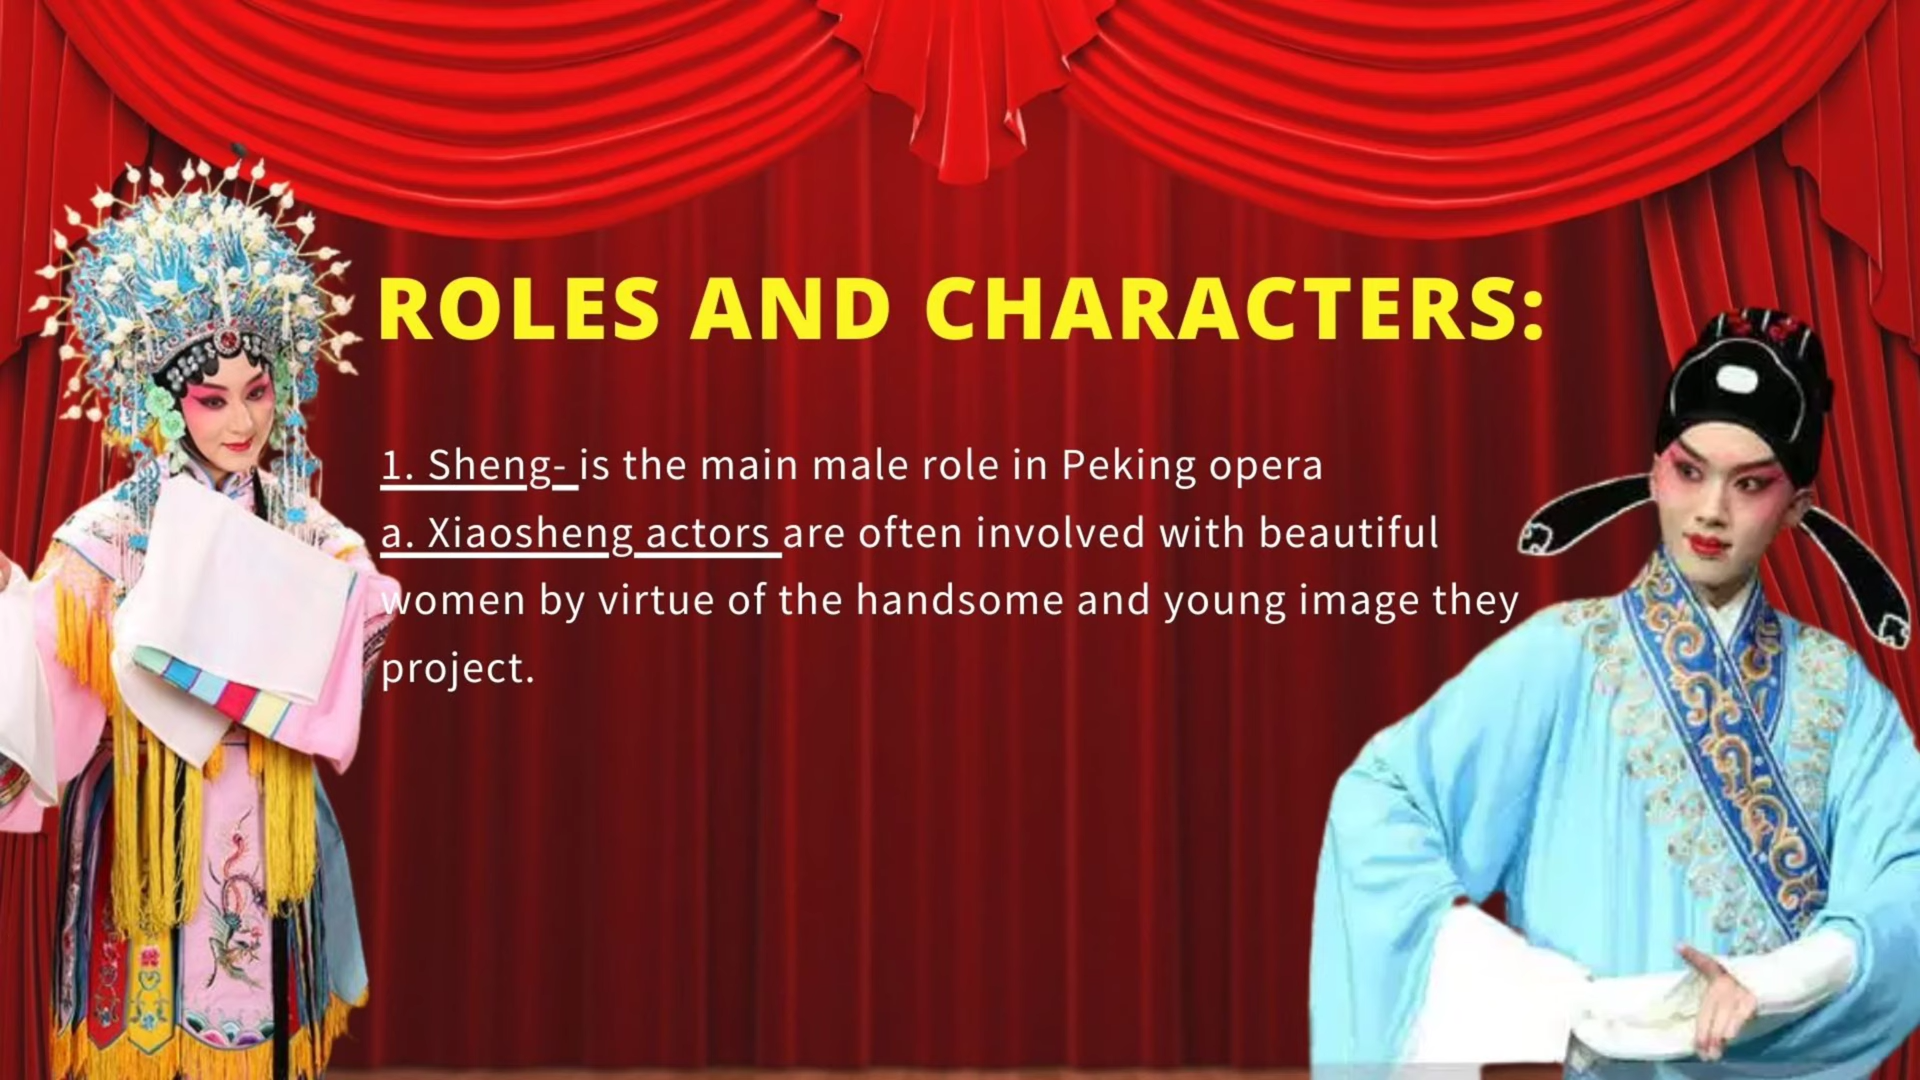 ROLES AND CHARACTERS:
1. Sheng- is the main male role in Peking opera
a. Xiaosheng actors are often involved with beautiful
women by virtue of the handsome and young image they
project.